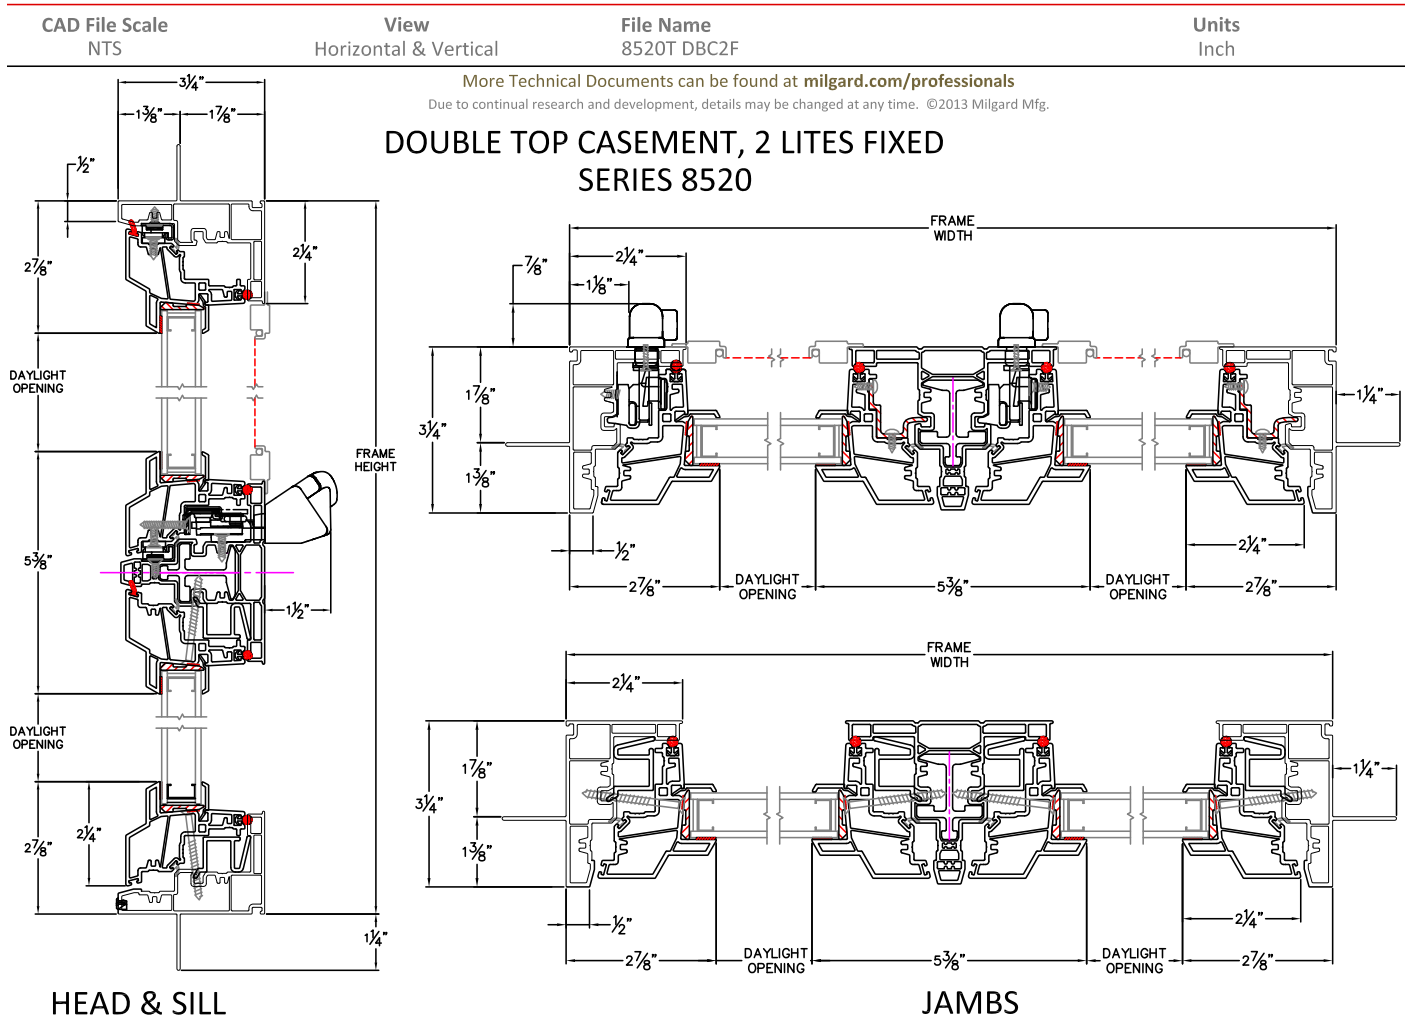 CAD File Scale View File Name Units
NTS Horizontal & Vertical 8520T DBC2F Inch
More Technical Documents can be found at milgard.com/professionals
Due to continual research and development, details may be changed at any time. ©2013 Milgard Mfg.
DOUBLE TOP CASEMENT, 2 LITES FIXED
SERIES 8520
3¼"
1⅜" 1⅞"
½"
2⅞"
2¼"
DAYLIGHT
OPENING
FRAME
HEIGHT
5⅜"
1½"
DAYLIGHT
OPENING
2¼"
2⅞"
1¼"
HEAD & SILL
FRAME
WIDTH
2¼"
⅞"
1⅛"
1⅞"
1¼"
3¼"
1⅜"
½"
2¼"
2⅞"
DAYLIGHT
OPENING
5⅜"
DAYLIGHT
OPENING
2⅞"
FRAME
WIDTH
2¼"
1⅞"
1¼"
3¼"
1⅜"
½"
2¼"
2⅞"
DAYLIGHT
OPENING
5⅜"
DAYLIGHT
OPENING
2⅞"
JAMBS